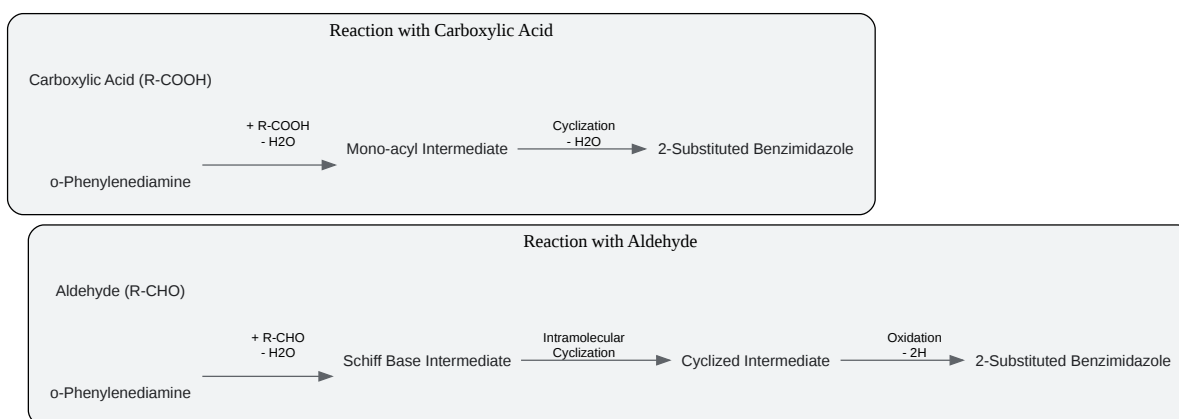 Reaction with Carboxylic Acid
Carboxylic Acid (R-COOH)
+ R-COOH
- H2O
Mono-acyl Intermediate
Cyclization
- H2O
2-Substituted Benzimidazole
o-Phenylenediamine
Reaction with Aldehyde
Aldehyde (R-CHO)
+ R-CHO
- H2O
Schiff Base Intermediate
Intramolecular
Cyclization
Cyclized Intermediate
Oxidation
- 2H
2-Substituted Benzimidazole
o-Phenylenediamine